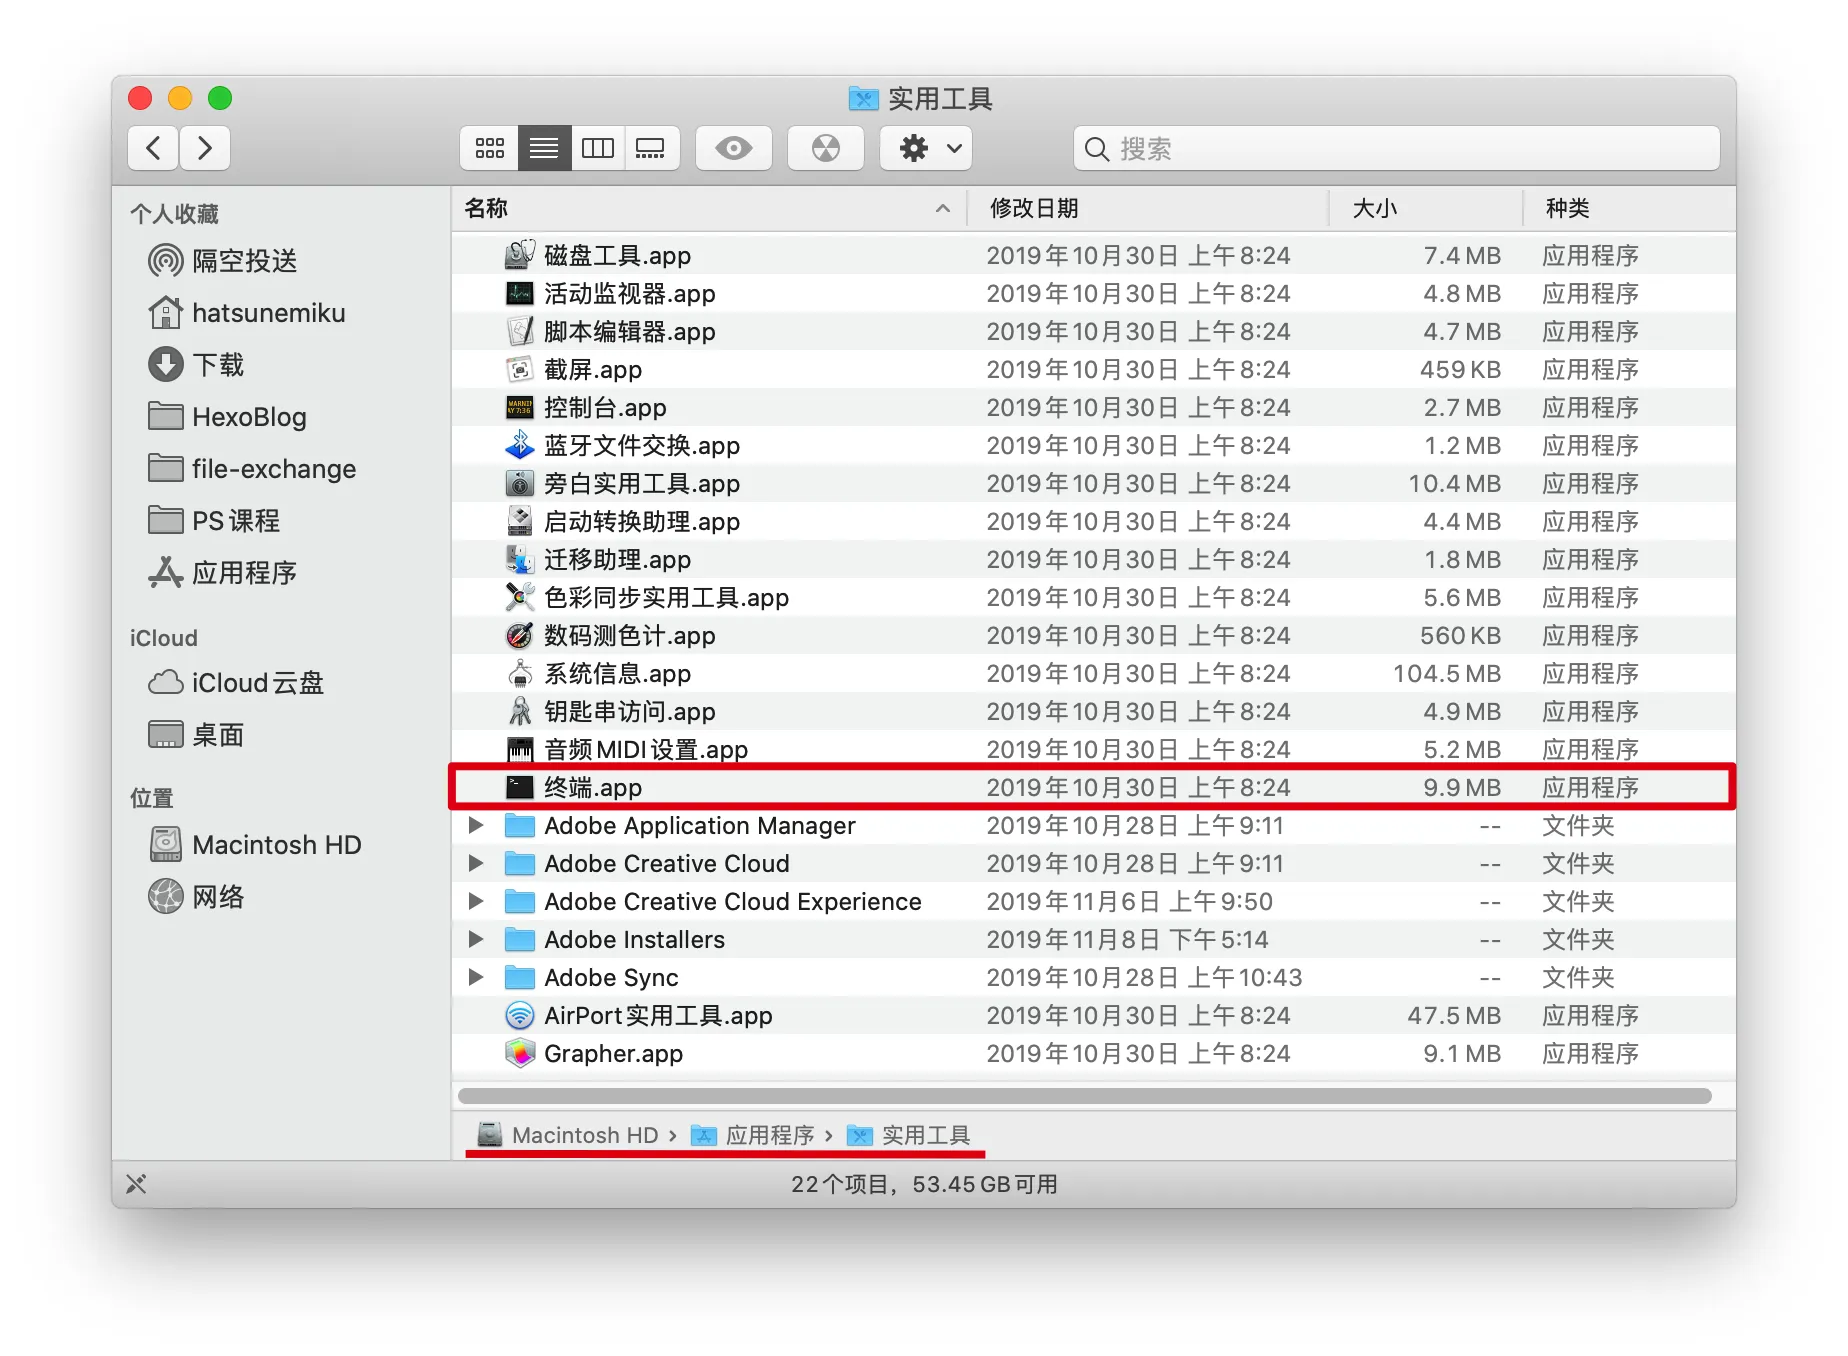 实用工具
搜索
个人收藏
隔空投送
hatsunemiku
下载
HexoBlog
file-exchange
PS课程
应用程序
iCloud
iCloud云盘
桌面
位置
Macintosh HD
网络
名称 修改日期 大小 种类
磁盘工具.app 2019年10月30日 上午8:24 7.4 MB 应用程序
活动监视器.app 2019年10月30日 上午8:24 4.8 MB 应用程序
脚本编辑器.app 2019年10月30日 上午8:24 4.7 MB 应用程序
截屏.app 2019年10月30日 上午8:24 459 KB 应用程序
控制台.app 2019年10月30日 上午8:24 2.7 MB 应用程序
蓝牙文件交换.app 2019年10月30日 上午8:24 1.2 MB 应用程序
旁白实用工具.app 2019年10月30日 上午8:24 10.4 MB 应用程序
启动转换助理.app 2019年10月30日 上午8:24 4.4 MB 应用程序
迁移助理.app 2019年10月30日 上午8:24 1.8 MB 应用程序
色彩同步实用工具.app 2019年10月30日 上午8:24 5.6 MB 应用程序
数码测色计.app 2019年10月30日 上午8:24 560 KB 应用程序
系统信息.app 2019年10月30日 上午8:24 104.5 MB 应用程序
钥匙串访问.app 2019年10月30日 上午8:24 4.9 MB 应用程序
音频MIDI设置.app 2019年10月30日 上午8:24 5.2 MB 应用程序
终端.app 2019年10月30日 上午8:24 9.9 MB 应用程序
Adobe Application Manager 2019年10月28日 上午9:11 -- 文件夹
Adobe Creative Cloud 2019年10月28日 上午9:11 -- 文件夹
Adobe Creative Cloud Experience 2019年11月6日 上午9:50 -- 文件夹
Adobe Installers 2019年11月8日 下午5:14 -- 文件夹
Adobe Sync 2019年10月28日 上午10:43 -- 文件夹
AirPort实用工具.app 2019年10月30日 上午8:24 47.5 MB 应用程序
Grapher.app 2019年10月30日 上午8:24 9.1 MB 应用程序
Macintosh HD › 应用程序 › 实用工具
22个项目，53.45 GB可用